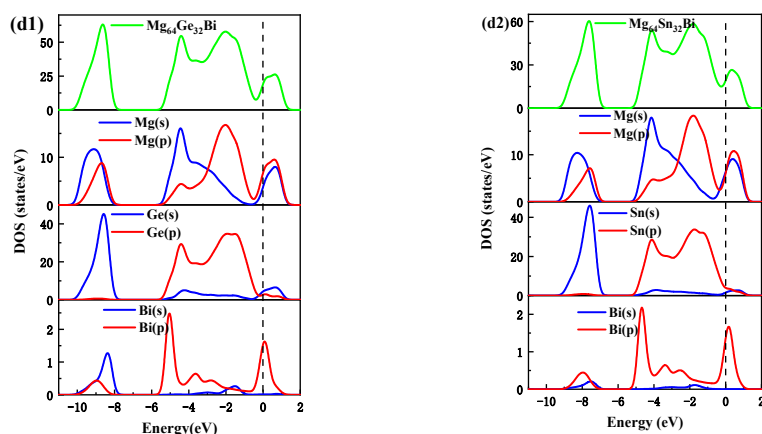 (d1)
Mg64Ge32Bi
75
50
25
0
Mg(s)
Mg(p)
10
0
Ge(s)
Ge(p)
40
20
0
Bi(s)
Bi(p)
2
1
0
-10 -8 -6 -4 -2 0 2
Energy(eV)
DOS (states/eV)
(d2)
Mg64Sn32Bi
60
30
0
Mg(s)
Mg(p)
10
0
Sn(s)
Sn(p)
40
20
0
Bi(s)
Bi(p)
2
1
0
-10 -8 -6 -4 -2 0 2
Energy (eV)
DOS (states/eV)